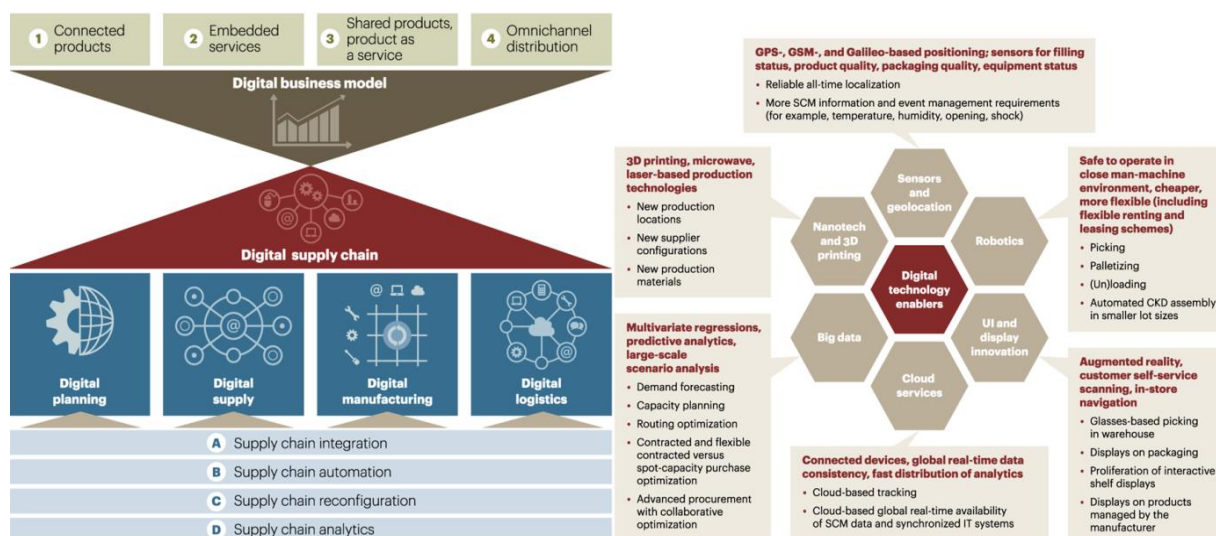 1 Connected
products
2 Embedded
services
3 Shared products,
product as
a service
4 Omnichannel
distribution
Digital business model
@
Digital supply chain
Digital
planning
@
Digital
supply
@
Digital
manufacturing
@
Digital
logistics
A Supply chain integration
B Supply chain automation
C Supply chain reconfiguration
D Supply chain analytics
GPS-, GSM-, and Galileo-based positioning; sensors for filling
status, product quality, packaging quality, equipment status
• Reliable all-time localization
• More SCM information and event management requirements
(for example, temperature, humidity, opening, shock)
3D printing, microwave,
laser-based production
technologies
• New production
locations
• New supplier
configurations
• New production
materials
Sensors
and
geolocation
Nanotech
and 3D
printing
Robotics
Digital
technology
enablers
Big data
UI and
display
innovation
Cloud
services
Safe to operate in
close man-machine
environment, cheaper,
more flexible (including
flexible renting and
leasing schemes)
• Picking
• Palletizing
• (Un)loading
• Automated CKD assembly
in smaller lot sizes
Multivariate regressions,
predictive analytics,
large-scale
scenario analysis
• Demand forecasting
• Capacity planning
• Routing optimization
• Contracted and flexible
contracted versus
spot-capacity purchase
optimization
• Advanced procurement
with collaborative
optimization
Connected devices, global real-time data
consistency, fast distribution of analytics
• Cloud-based tracking
• Cloud-based global real-time availability
of SCM data and synchronized IT systems
Augmented reality,
customer self-service
scanning, in-store
navigation
• Glasses-based picking
in warehouse
• Displays on packaging
• Proliferation of interactive
shelf displays
• Displays on products
managed by the
manufacturer